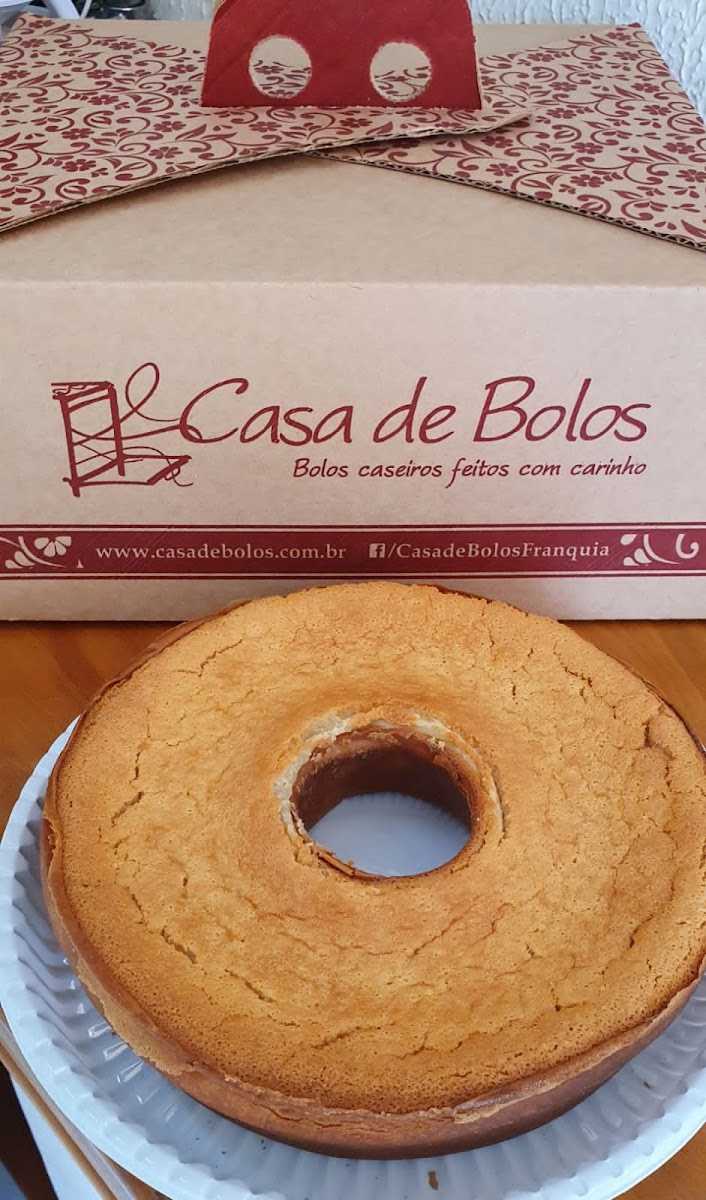 Casa de Bolos
Bolos caseiros feitos com carinho
www.casadebolos.com.br f/CasadeBolosFranquia